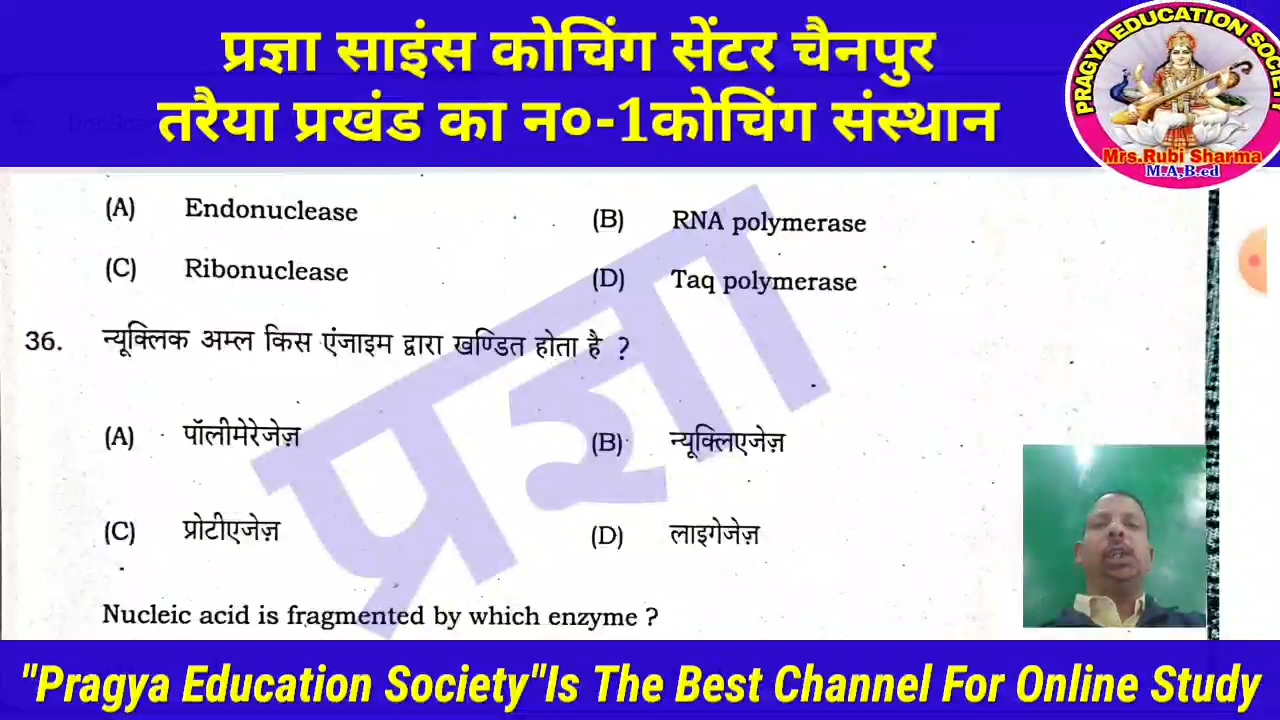 प्रज्ञा साइंस कोचिंग सेंटर चैनपुर
तरैया प्रखंड का न०-1कोचिंग संस्थान
PRAGYA EDUCATION SOCIETY
Mrs.Rubi Sharma
M.A,B.ed
(A) Endonuclease (B) RNA polymerase
(C) Ribonuclease (D) Taq polymerase
36. न्यूक्लिक अम्ल किस एंजाइम द्वारा खण्डित होता है ?
(A) पॉलीमेरेजेज़ (B) न्यूक्लिएजेज़
(C) प्रोटीएजेज़ (D) लाइगेजेज़
Nucleic acid is fragmented by which enzyme ?
प्रज्ञा
"Pragya Education Society"Is The Best Channel For Online Study